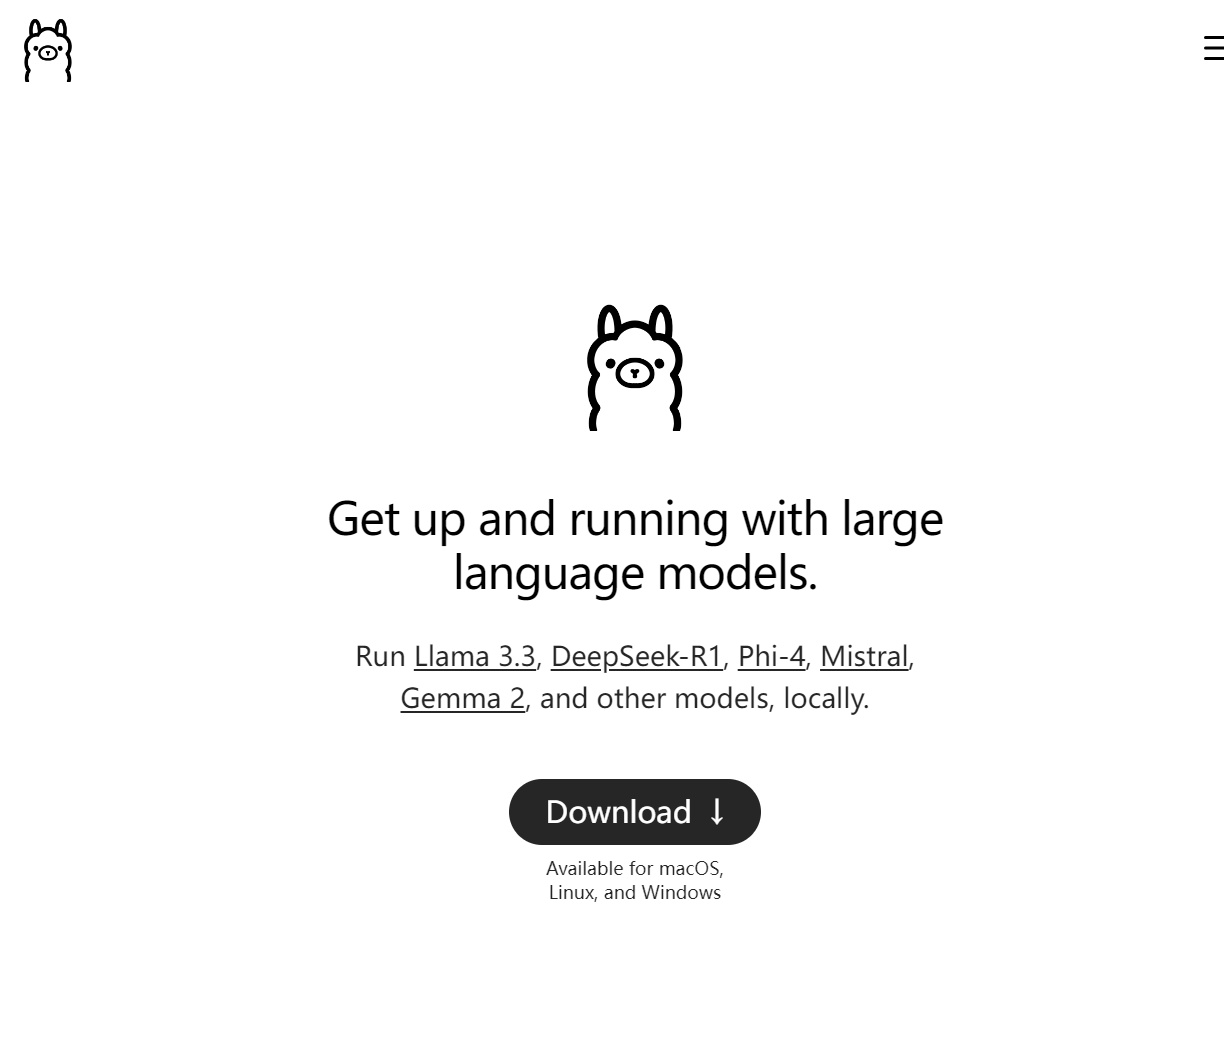 Get up and running with large
language models.
Run Llama 3.3, DeepSeek-R1, Phi-4, Mistral,
Gemma 2, and other models, locally.
Download ↓
Available for macOS,
Linux, and Windows